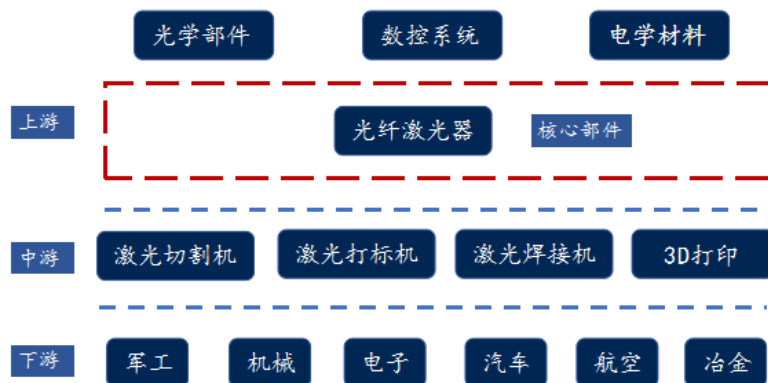 光学部件
数控系统
电学材料
上游
光纤激光器
核心部件
中游
激光切割机
激光打标机
激光焊接机
3D打印
下游
军工
机械
电子
汽车
航空
冶金